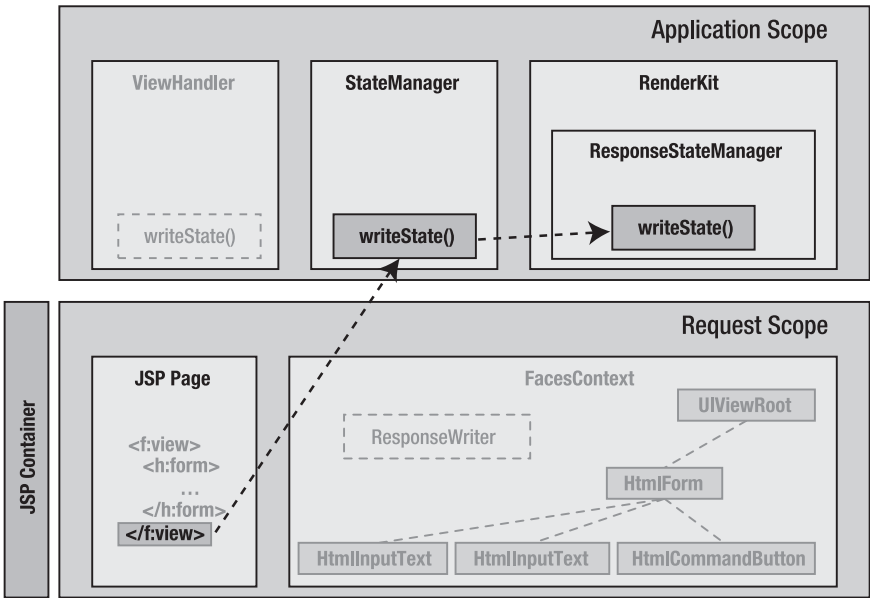 Application Scope
ViewHandler
writeState()
StateManager
writeState()
RenderKit
ResponseStateManager
writeState()
JSP Container
Request Scope
JSP Page
<f:view>
<h:form>
...
</h:form>
</f:view>
FacesContext
ResponseWriter
UIViewRoot
HtmlForm
HtmlInputText
HtmlInputText
HtmlCommandButton